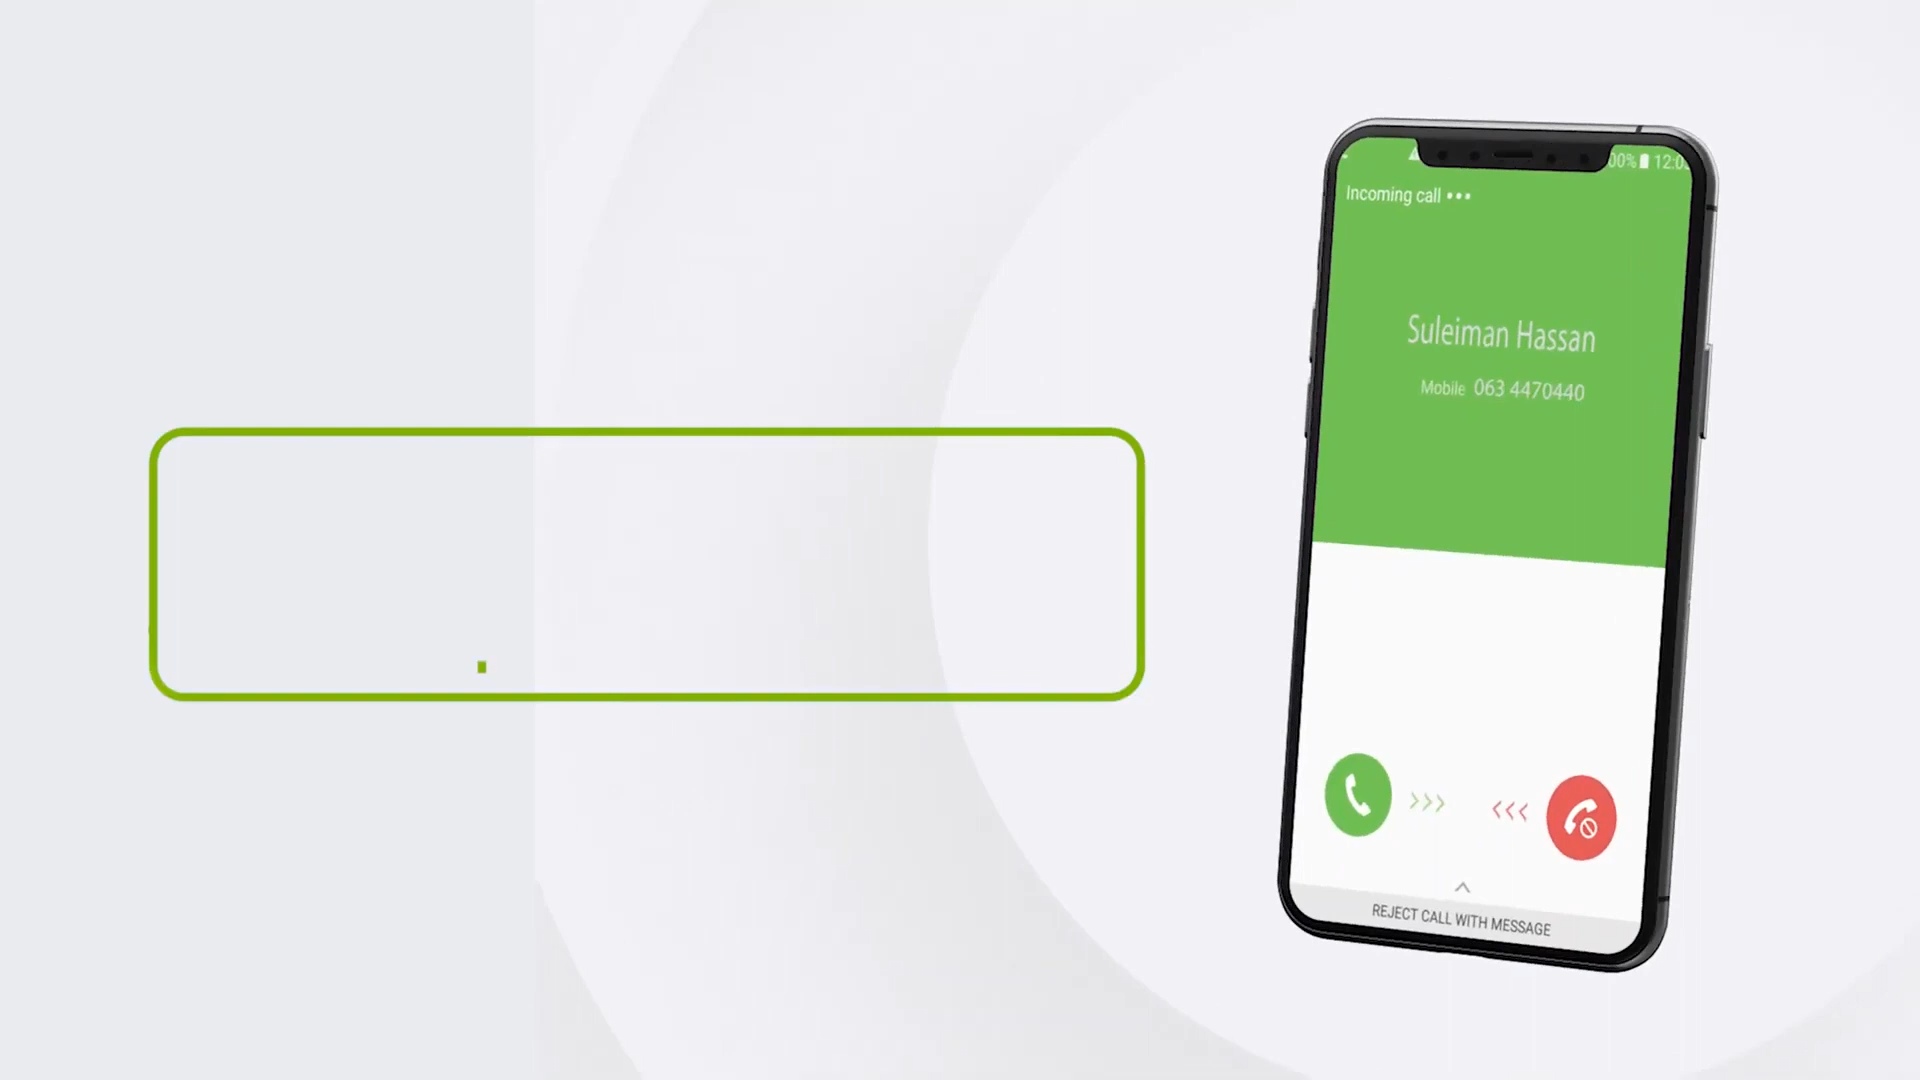 Incoming call •••
Suleiman Hassan
Mobile 063 4470440
REJECT CALL WITH MESSAGE